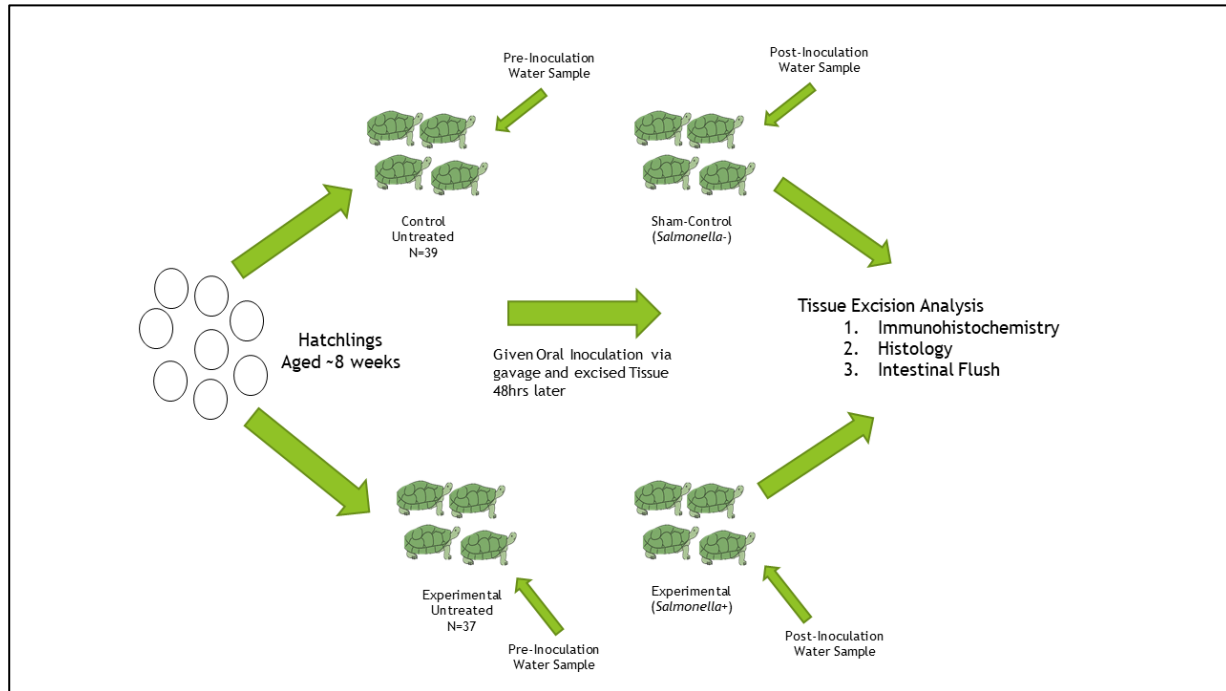 Pre-Inoculation
Water Sample
Post-Inoculation
Water Sample
Control
Untreated
N=39
Sham-Control
(Salmonella-)
Hatchlings
Aged ~8 weeks
Given Oral Inoculation via
gavage and excised Tissue
48hrs later
Tissue Excision Analysis
1. Immunohistochemistry
2. Histology
3. Intestinal Flush
Experimental
Untreated
N=37
Experimental
(Salmonella+)
Pre-Inoculation
Water Sample
Post-Inoculation
Water Sample